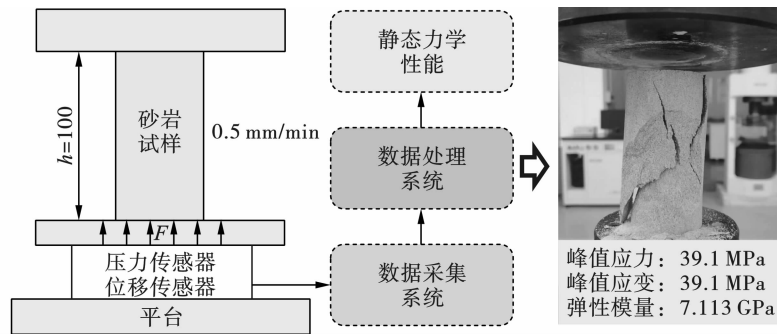 h=100
砂岩
试样
0.5 mm/min
F
压力传感器
位移传感器
平台
静态力学
性能
数据处理
系统
数据采集
系统
峰值应力：39.1 MPa
峰值应变：39.1 MPa
弹性模量：7.113 GPa